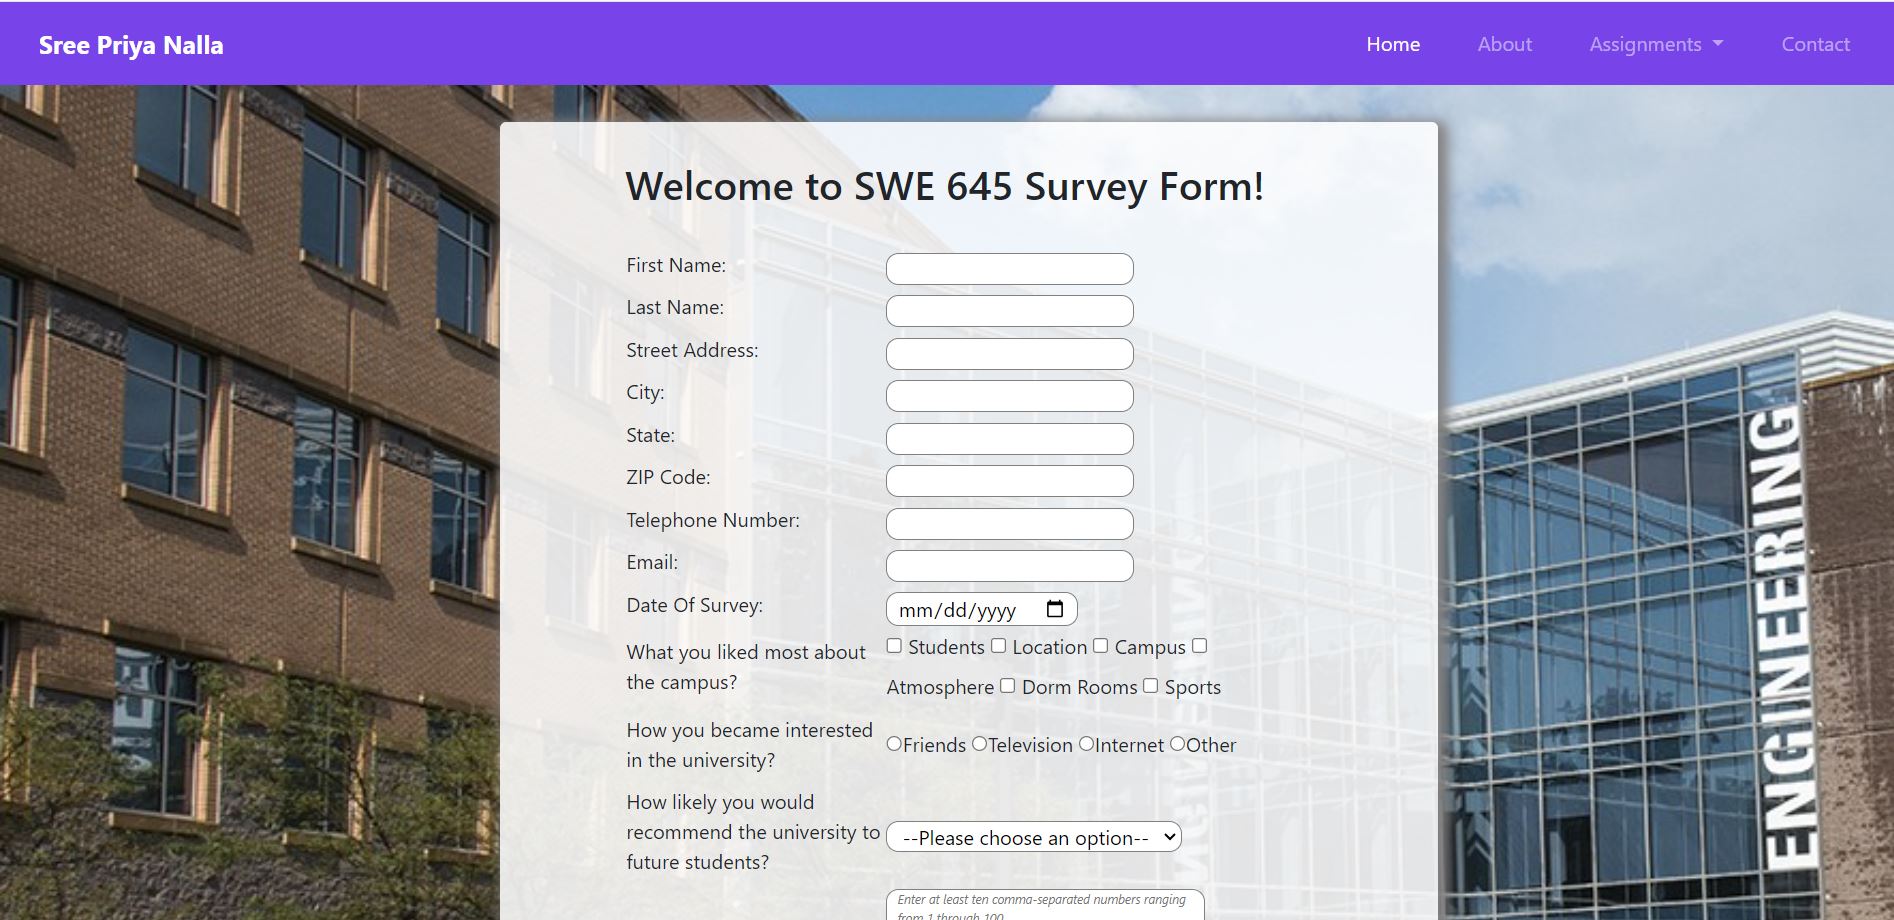 Sree Priya Nalla
Home About Assignments Contact
Welcome to SWE 645 Survey Form!
First Name:
Last Name:
Street Address:
City:
State:
ZIP Code:
Telephone Number:
Email:
Date Of Survey: mm/dd/yyyy
What you liked most about
the campus?
Students Location Campus
Atmosphere Dorm Rooms Sports
How you became interested
in the university?
Friends Television Internet Other
How likely you would
recommend the university to
future students?
--Please choose an option--
Enter at least ten comma-separated numbers ranging
from 1 through 100
ENGINEERING